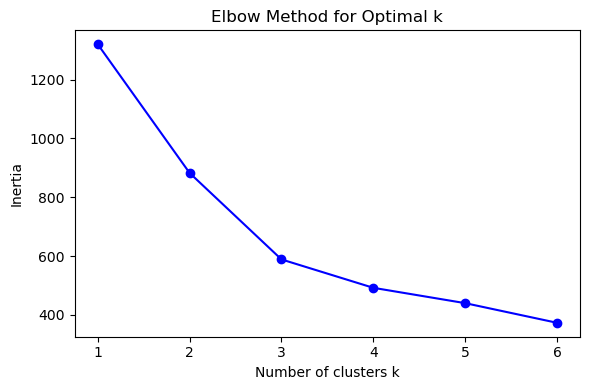 Elbow Method for Optimal k
1200
1000
800
600
400
Inertia
1 2 3 4 5 6
Number of clusters k